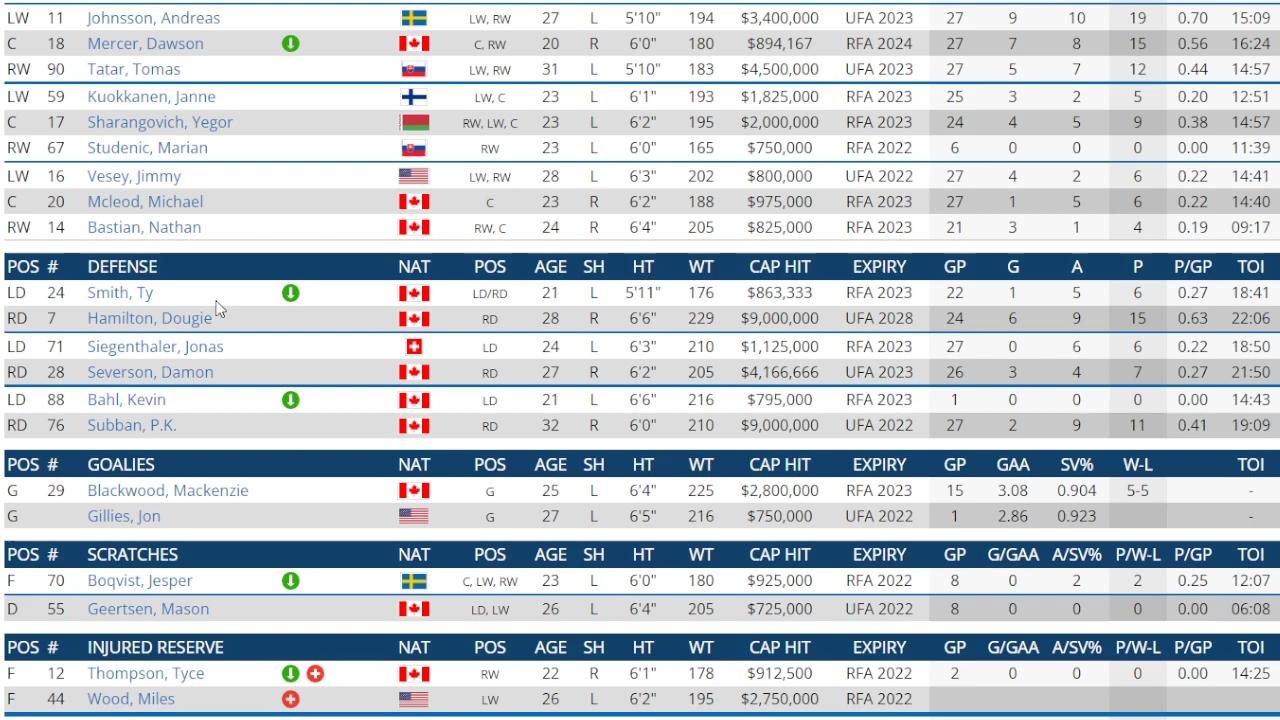 LW 11 Johnsson, Andreas LW, RW 27 L 5'10" 194 $3,400,000 UFA 2023 27 9 10 19 0.70 15:09
C 18 Mercer, Dawson C, RW 20 R 6'0" 180 $894,167 RFA 2024 27 7 8 15 0.56 16:24
RW 90 Tatar, Tomas LW, RW 31 L 5'10" 183 $4,500,000 UFA 2023 27 5 7 12 0.44 14:57
LW 59 Kuokkanen, Janne LW, C 23 L 6'1" 193 $1,825,000 RFA 2023 25 3 2 5 0.20 12:51
C 17 Sharangovich, Yegor RW, LW, C 23 L 6'2" 195 $2,000,000 RFA 2023 24 4 5 9 0.38 14:57
RW 67 Studenic, Marian RW 23 L 6'0" 165 $750,000 RFA 2022 6 0 0 0 0.00 11:39
LW 16 Vesey, Jimmy LW, RW 28 L 6'3" 202 $800,000 UFA 2022 27 4 2 6 0.22 14:41
C 20 Mcleod, Michael C 23 R 6'2" 188 $975,000 RFA 2023 27 1 5 6 0.22 14:40
RW 14 Bastian, Nathan RW, C 24 R 6'4" 205 $825,000 RFA 2023 21 3 1 4 0.19 09:17
POS # DEFENSE NAT POS AGE SH HT WT CAP HIT EXPIRY GP G A P P/GP TOI
LD 24 Smith, Ty LD/RD 21 L 5'11" 176 $863,333 RFA 2023 22 1 5 6 0.27 18:41
RD 7 Hamilton, Dougie RD 28 R 6'6" 229 $9,000,000 UFA 2028 24 6 9 15 0.63 22:06
LD 71 Siegenthaler, Jonas LD 24 L 6'3" 210 $1,125,000 RFA 2023 27 0 6 6 0.22 18:50
RD 28 Severson, Damon RD 27 R 6'2" 205 $4,166,666 UFA 2023 26 3 4 7 0.27 21:50
LD 88 Bahl, Kevin LD 21 L 6'6" 216 $795,000 RFA 2023 1 0 0 0 0.00 14:43
RD 76 Subban, P.K. RD 32 R 6'0" 210 $9,000,000 UFA 2022 27 2 9 11 0.41 19:09
POS # GOALIES NAT POS AGE SH HT WT CAP HIT EXPIRY GP GAA SV% W-L TOI
G 29 Blackwood, Mackenzie G 25 L 6'4" 225 $2,800,000 RFA 2023 15 3.08 0.904 5-5 -
G Gillies, Jon G 27 L 6'5" 216 $750,000 UFA 2022 1 2.86 0.923 -
POS # SCRATCHES NAT POS AGE SH HT WT CAP HIT EXPIRY GP G/GAA A/SV% P/W-L P/GP TOI
F 70 Boqvist, Jesper C, LW, RW 23 L 6'0" 180 $925,000 RFA 2022 8 0 2 2 0.25 12:07
D 55 Geertsen, Mason LD, LW 26 L 6'4" 205 $725,000 UFA 2022 8 0 0 0 0.00 06:08
POS # INJURED RESERVE NAT POS AGE SH HT WT CAP HIT EXPIRY GP G/GAA A/SV% P/W-L P/GP TOI
F 12 Thompson, Tyce RW 22 R 6'1" 178 $912,500 RFA 2022 2 0 0 0 0.00 14:25
F 44 Wood, Miles LW 26 L 6'2" 195 $2,750,000 RFA 2022